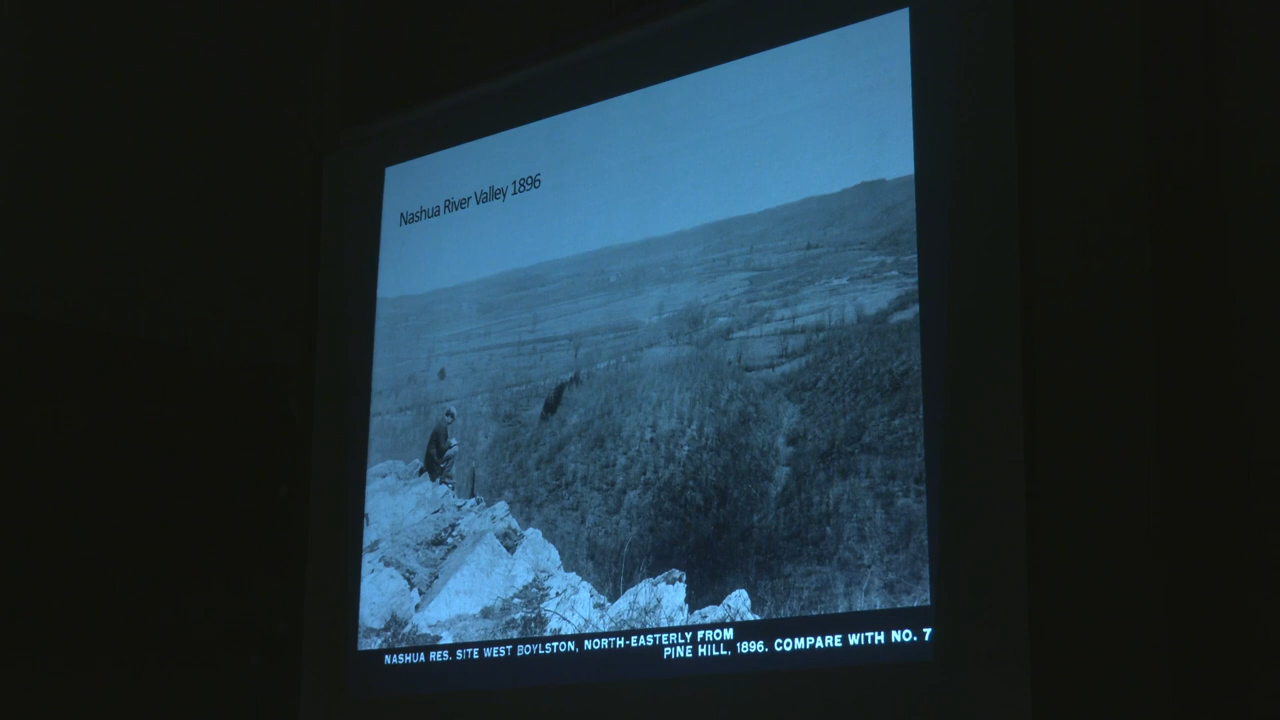 Nashua River Valley 1896
NASHUA RES. SITE WEST BOYLSTON, NORTH-EASTERLY FROM
PINE HILL, 1896. COMPARE WITH NO. 7